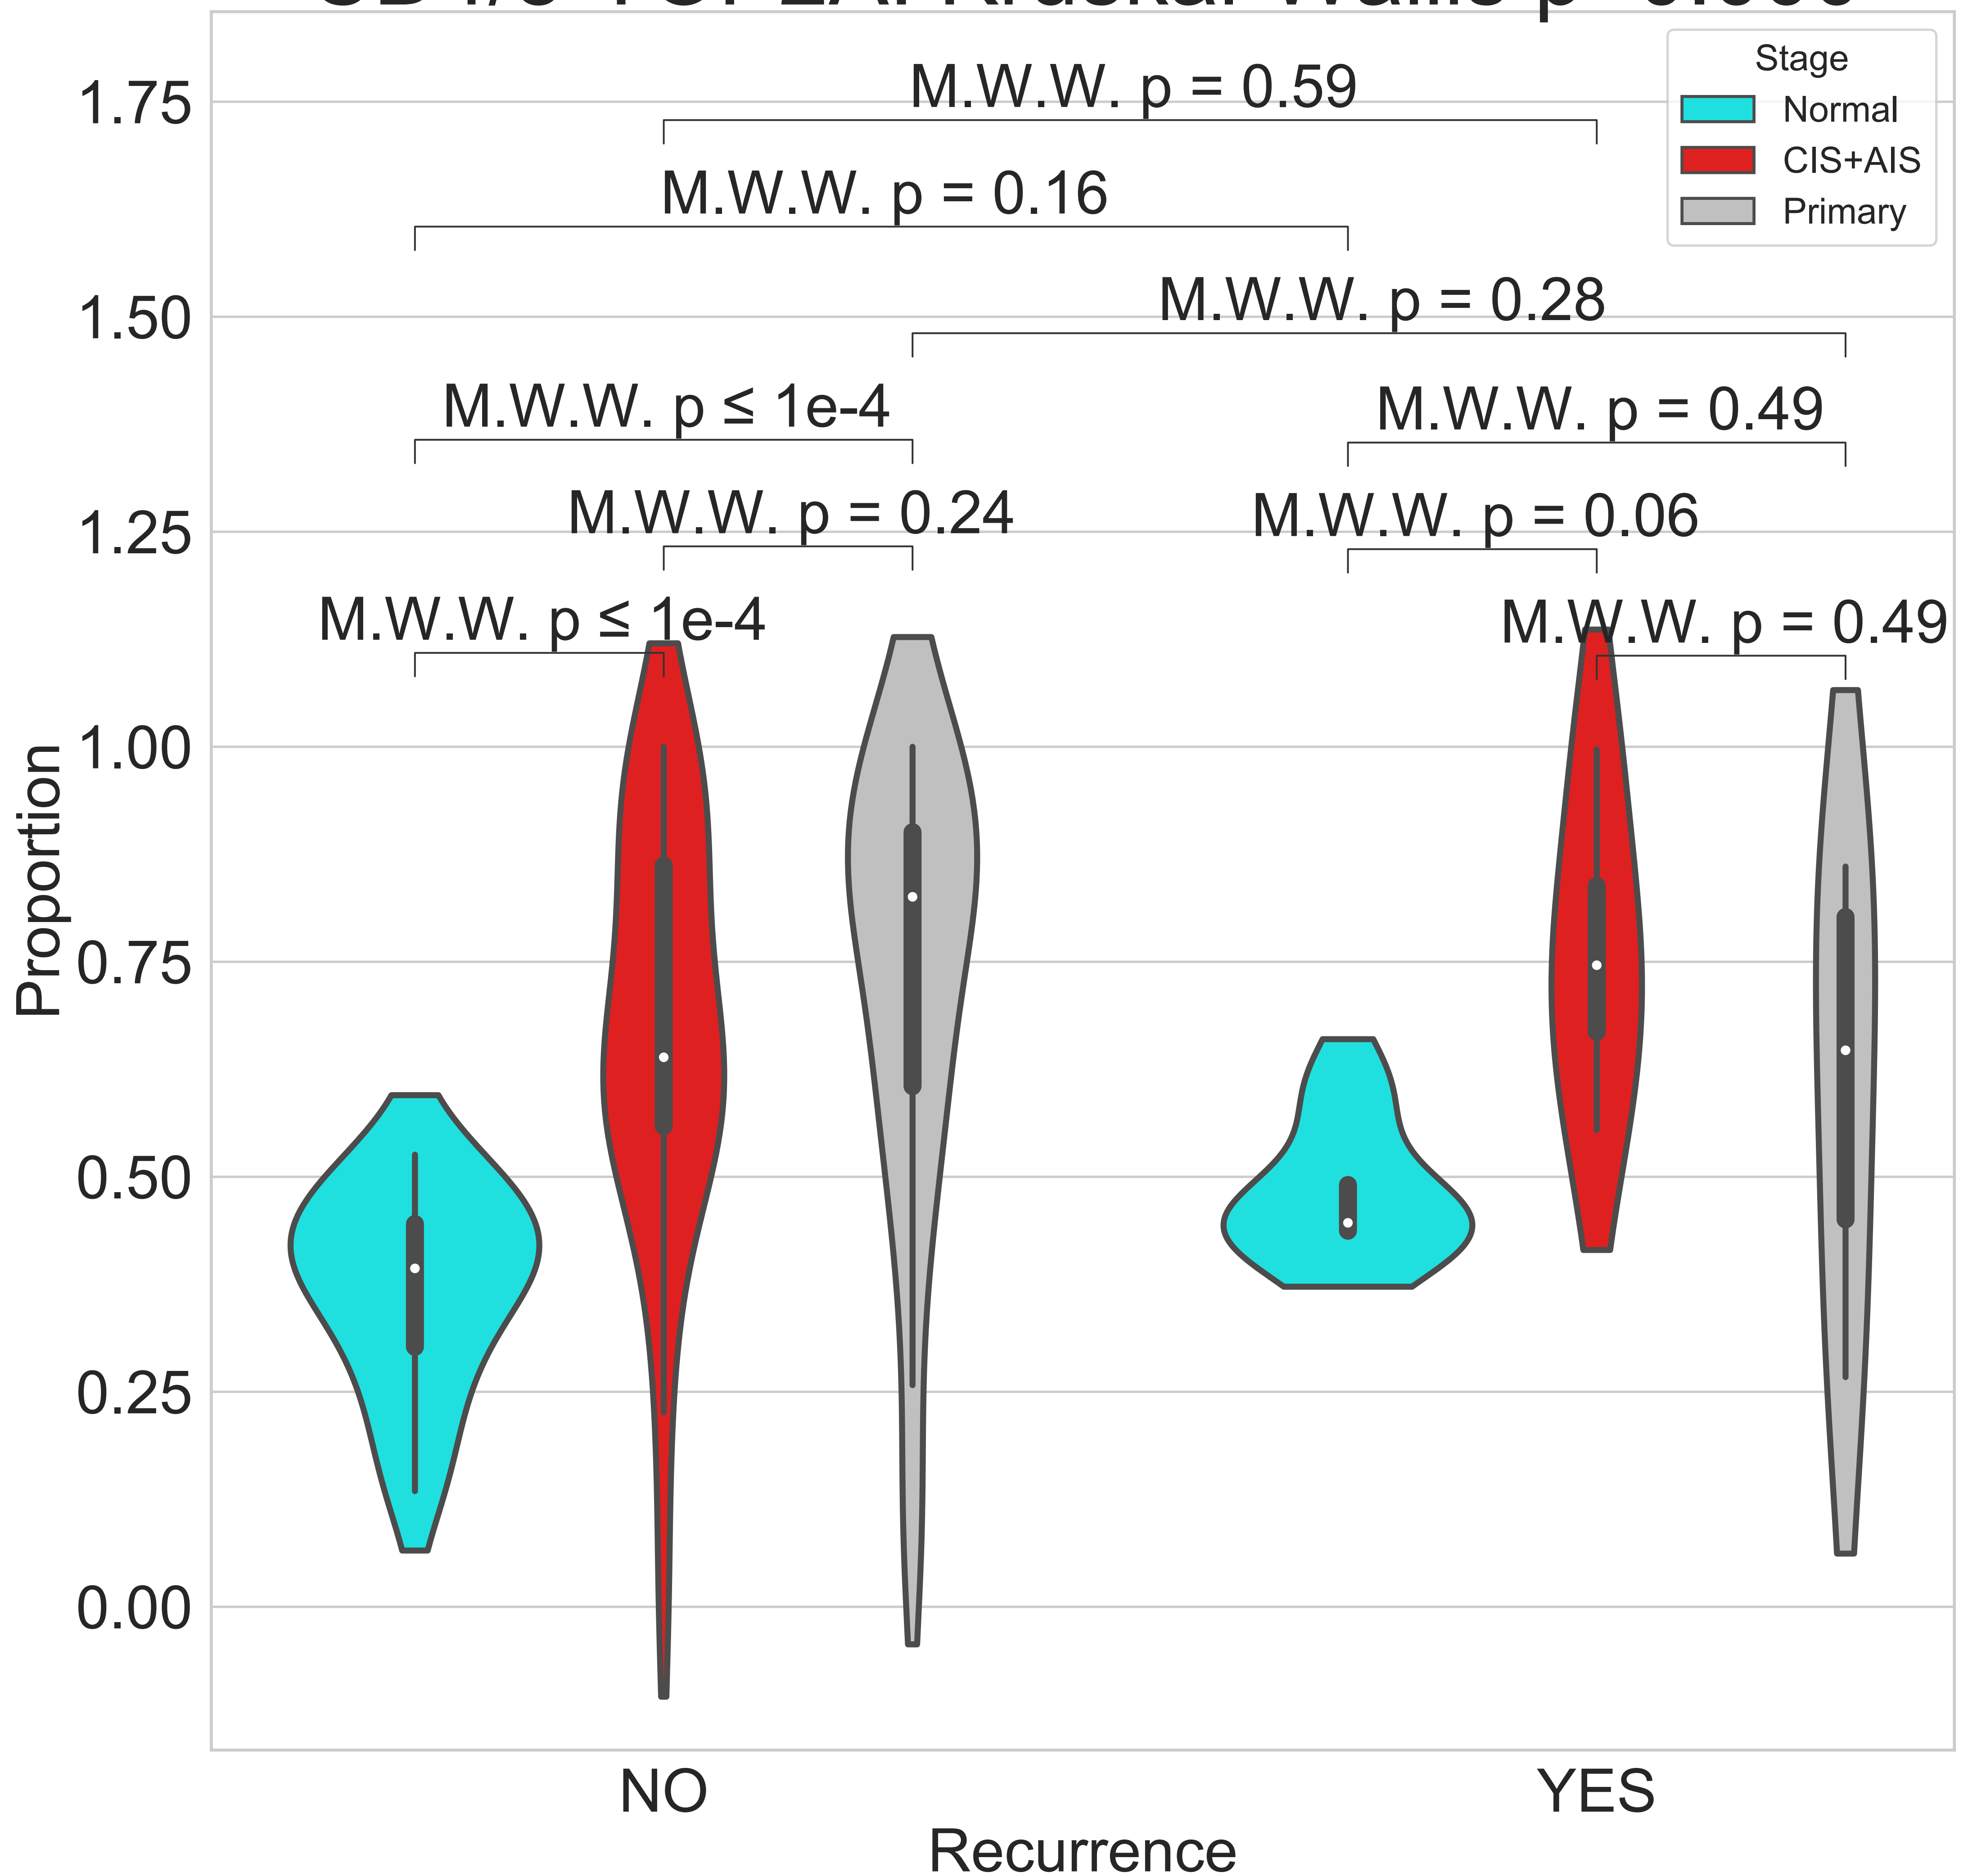 Stage
Normal
CIS+AIS
Primary
M.W.W. p = 0.59
M.W.W. p = 0.16
M.W.W. p = 0.28
M.W.W. p ≤ 1e-4
M.W.W. p = 0.49
M.W.W. p = 0.24
M.W.W. p = 0.06
M.W.W. p ≤ 1e-4
M.W.W. p = 0.49
1.75
1.50
1.25
1.00
0.75
0.50
0.25
0.00
Proportion
NO
YES
Recurrence